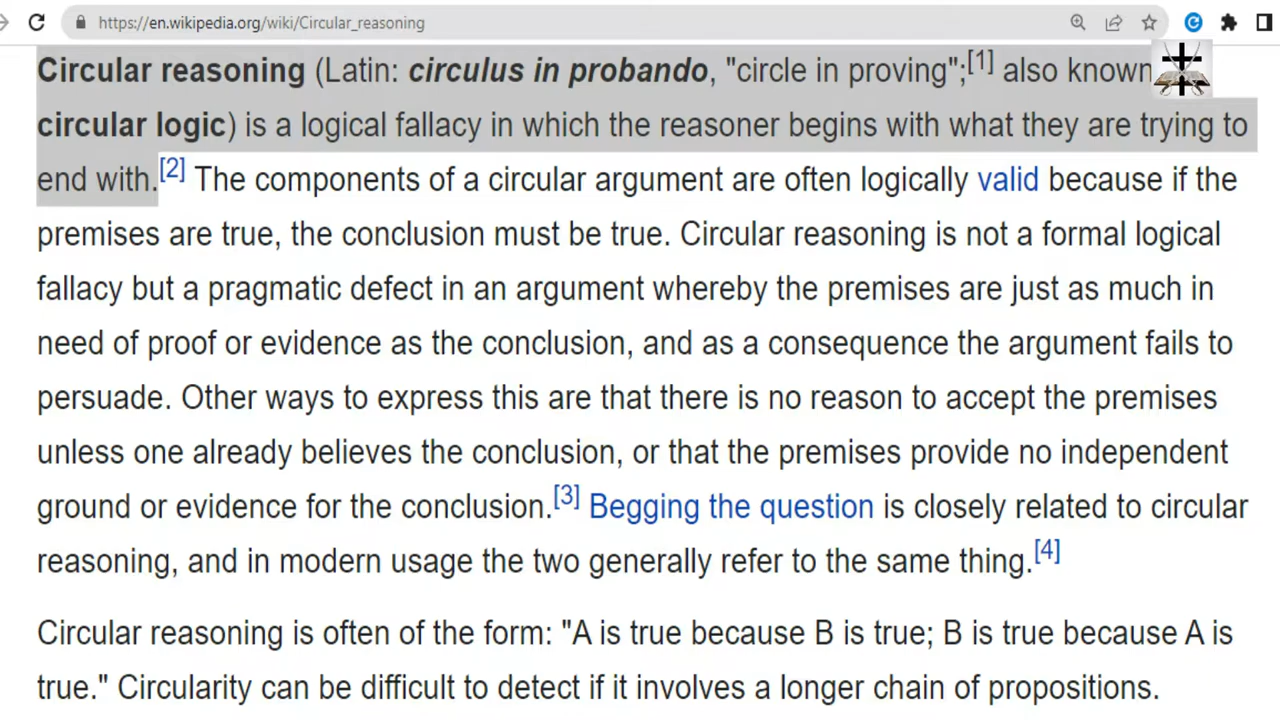 https://en.wikipedia.org/wiki/Circular_reasoning
Circular reasoning (Latin: circulus in probando, "circle in proving";[1] also known
circular logic) is a logical fallacy in which the reasoner begins with what they are trying to
end with.[2] The components of a circular argument are often logically valid because if the
premises are true, the conclusion must be true. Circular reasoning is not a formal logical
fallacy but a pragmatic defect in an argument whereby the premises are just as much in
need of proof or evidence as the conclusion, and as a consequence the argument fails to
persuade. Other ways to express this are that there is no reason to accept the premises
unless one already believes the conclusion, or that the premises provide no independent
ground or evidence for the conclusion.[3] Begging the question is closely related to circular
reasoning, and in modern usage the two generally refer to the same thing.[4]
Circular reasoning is often of the form: "A is true because B is true; B is true because A is
true." Circularity can be difficult to detect if it involves a longer chain of propositions.